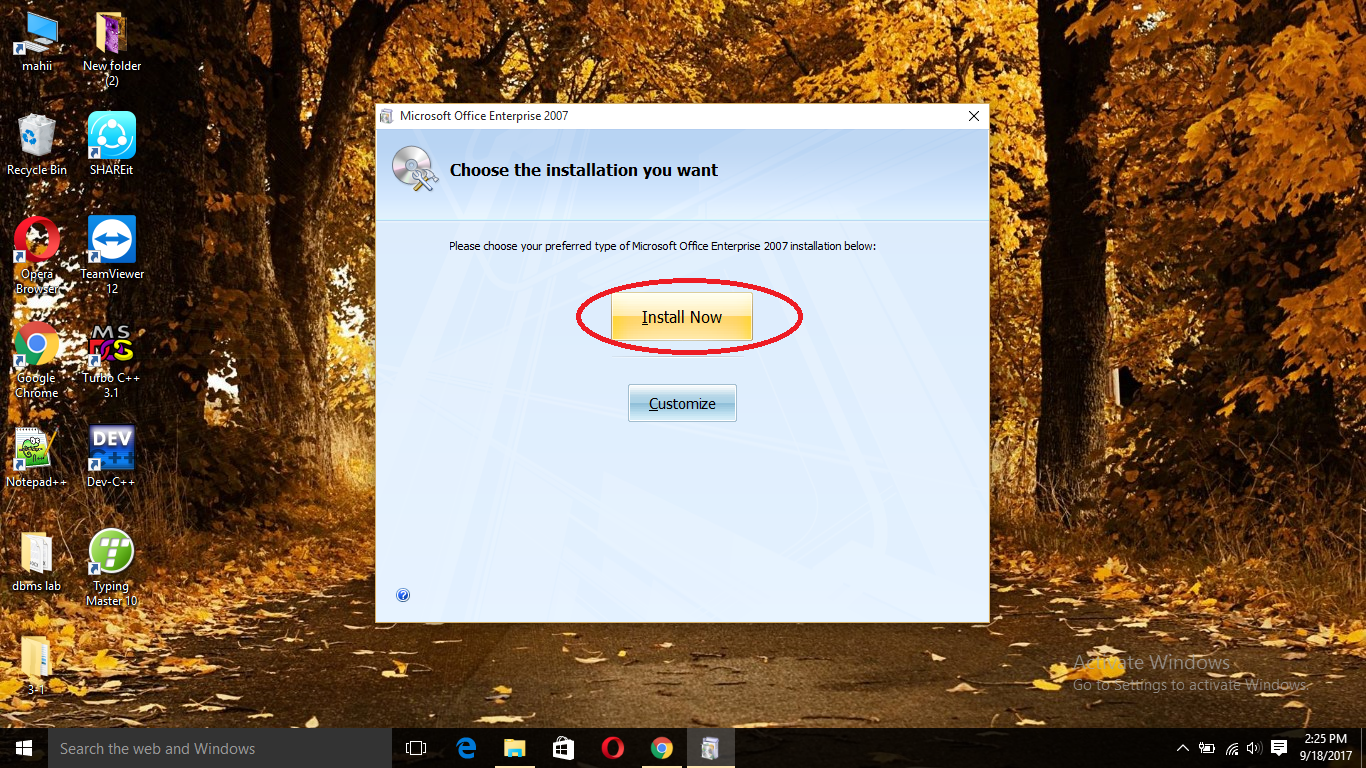 mahii
New folder
(2)
Recycle Bin
SHAREit
Opera
Browser
TeamViewer
12
Google
Chrome
MS
Turbo C++
3.1
Notepad++
DEV
C++
Dev-C++
dbms lab
Typing
Master 10
3-1
Microsoft Office Enterprise 2007
Choose the installation you want
Please choose your preferred type of Microsoft Office Enterprise 2007 installation below:
Install Now
Customize
Activate Windows
Go to Settings to activate Windows.
Search the web and Windows
2:25 PM
9/18/2017